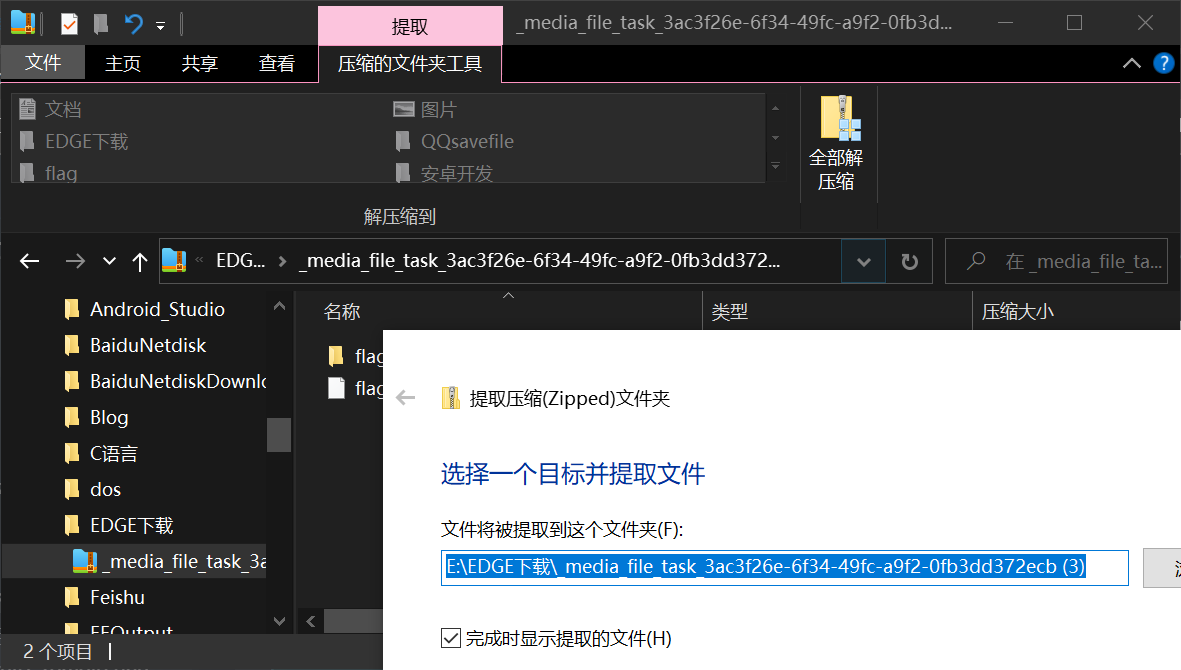 提取
_media_file_task_3ac3f26e-6f34-49fc-a9f2-0fb3d...
文件
主页
共享
查看
压缩的文件夹工具
?
文档
图片
EDGE下载
QQsavefile
flag
安卓开发
全部解
压缩
解压缩到
« EDG... › _media_file_task_3ac3f26e-6f34-49fc-a9f2-0fb3dd372...
在 _media_file_ta...
Android_Studio
BaiduNetdisk
BaiduNetdiskDownlo
Blog
C语言
dos
EDGE下载
_media_file_task_3a
Feishu
FFOutput
名称
类型
压缩大小
flag
flag
提取压缩(Zipped)文件夹
选择一个目标并提取文件
文件将被提取到这个文件夹(F):
E:\EDGE下载\_media_file_task_3ac3f26e-6f34-49fc-a9f2-0fb3dd372ecb (3)
完成时显示提取的文件(H)
2 个项目